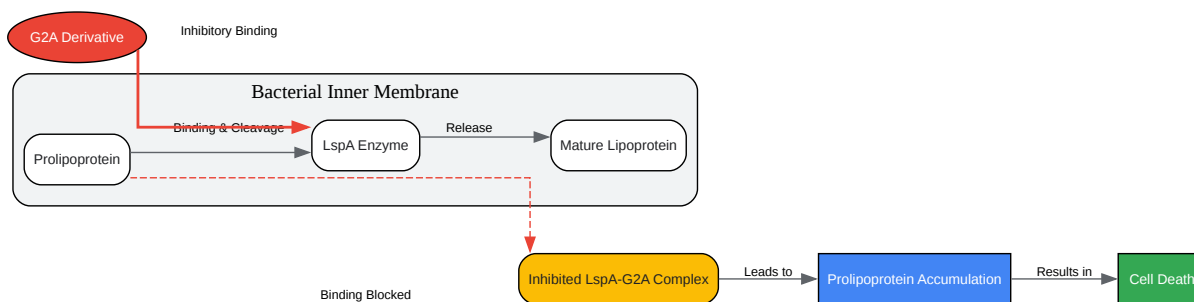 G2A Derivative
Inhibitory Binding
Bacterial Inner Membrane
Binding & Cleavage
Prolipoprotein
LspA Enzyme
Release
Mature Lipoprotein
Inhibited LspA-G2A Complex
Leads to
Prolipoprotein Accumulation
Results in
Cell Death
Binding Blocked